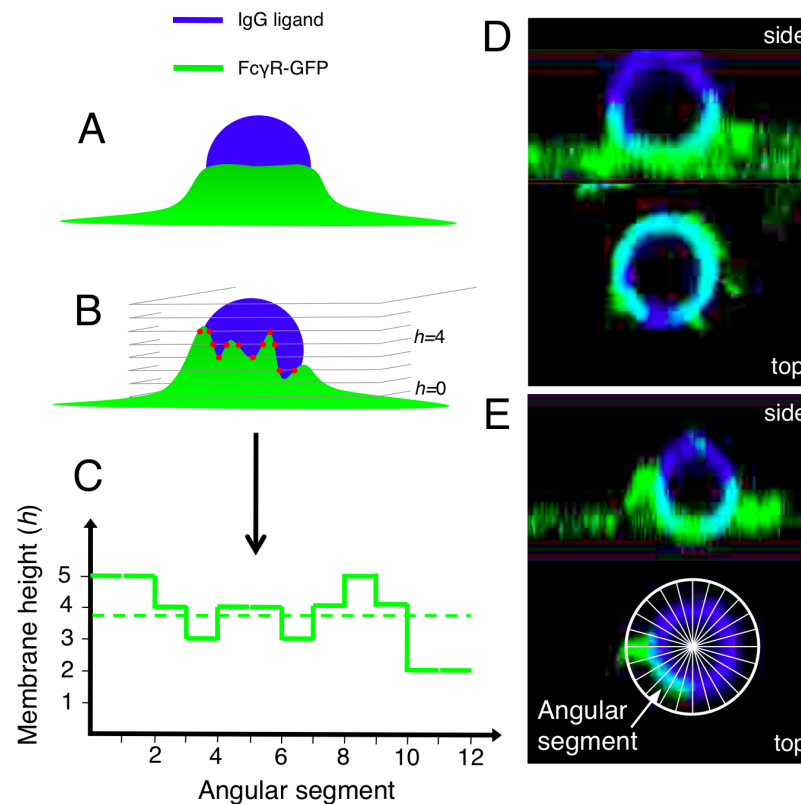 IgG ligand
FcγR-GFP
A
B
h=4
h=0
C
Membrane height (h)
5
4
3
2
1
2 4 6 8 10 12
Angular segment
D
side
top
E
side
Angular
segment
top